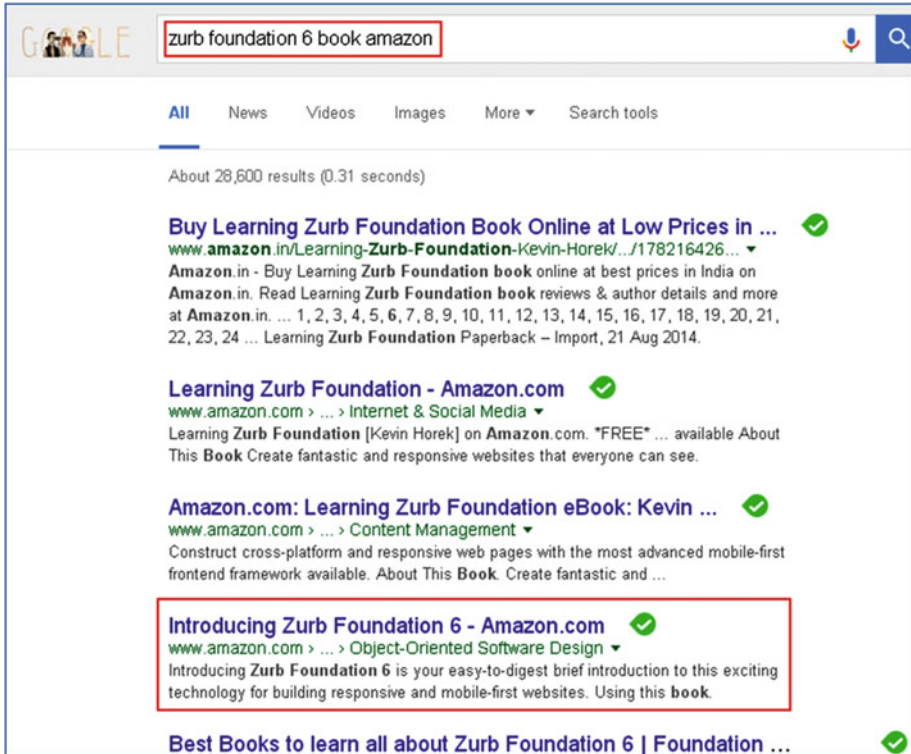 GOOGLE
zurb foundation 6 book amazon
All News Videos Images More Search tools
About 28,600 results (0.31 seconds)
Buy Learning Zurb Foundation Book Online at Low Prices in ...
www.amazon.in/Learning-Zurb-Foundation-Kevin-Horek/.../178216426...
Amazon.in - Buy Learning Zurb Foundation book online at best prices in India on
Amazon.in. Read Learning Zurb Foundation book reviews & author details and more
at Amazon.in. ... 1, 2, 3, 4, 5, 6, 7, 8, 9, 10, 11, 12, 13, 14, 15, 16, 17, 18, 19, 20, 21,
22, 23, 24 ... Learning Zurb Foundation Paperback – Import, 21 Aug 2014.
Learning Zurb Foundation - Amazon.com
www.amazon.com › ... › Internet & Social Media
Learning Zurb Foundation [Kevin Horek] on Amazon.com. *FREE* ... available About
This Book Create fantastic and responsive websites that everyone can see.
Amazon.com: Learning Zurb Foundation eBook: Kevin ...
www.amazon.com › ... › Content Management
Construct cross-platform and responsive web pages with the most advanced mobile-first
frontend framework available. About This Book. Create fantastic and ...
Introducing Zurb Foundation 6 - Amazon.com
www.amazon.com › ... › Object-Oriented Software Design
Introducing Zurb Foundation 6 is your easy-to-digest brief introduction to this exciting
technology for building responsive and mobile-first websites. Using this book.
Best Books to learn all about Zurb Foundation 6 | Foundation ...